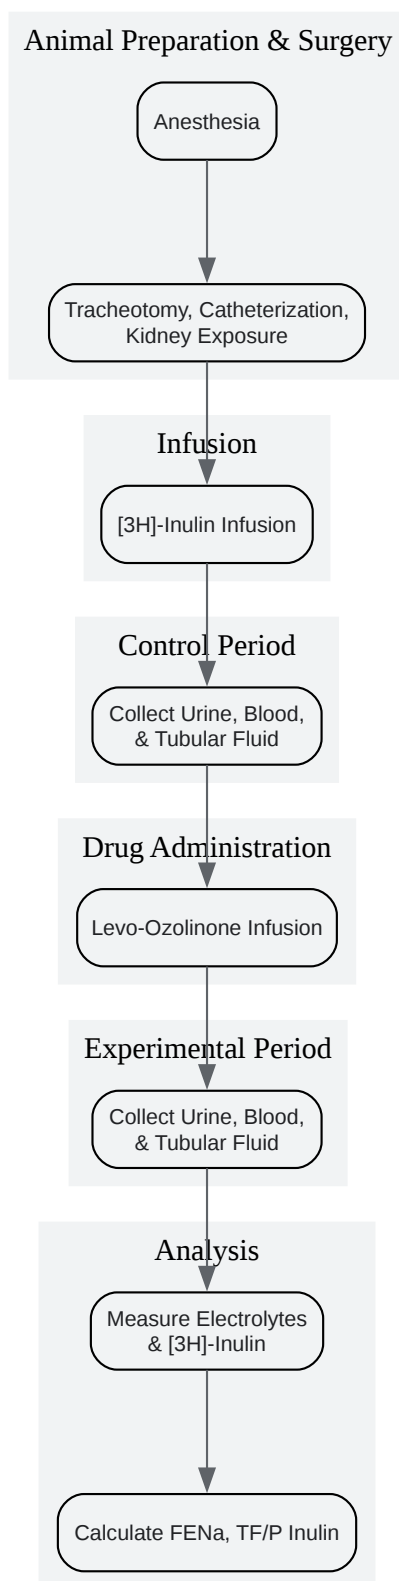 Animal Preparation & Surgery
Anesthesia
Tracheotomy, Catheterization,
Kidney Exposure
Infusion
[3H]-Inulin Infusion
Control Period
Collect Urine, Blood,
& Tubular Fluid
Drug Administration
Levo-Ozolinone Infusion
Experimental Period
Collect Urine, Blood,
& Tubular Fluid
Analysis
Measure Electrolytes
& [3H]-Inulin
Calculate FENa, TF/P Inulin